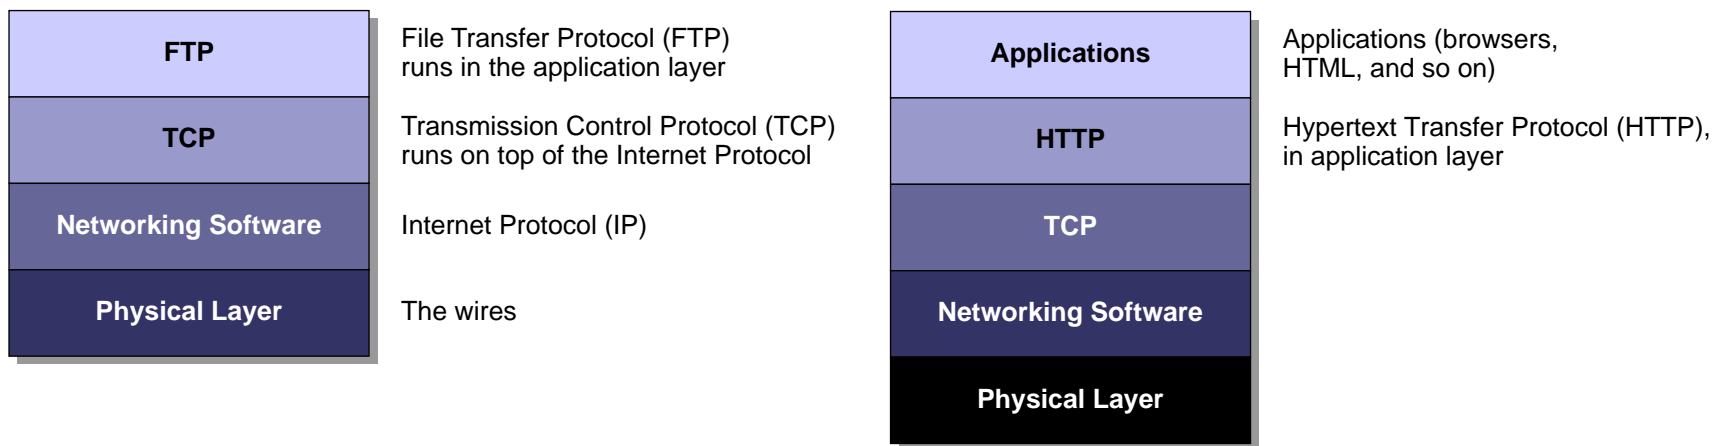 FTP
File Transfer Protocol (FTP)
runs in the application layer
TCP
Transmission Control Protocol (TCP)
runs on top of the Internet Protocol
Networking Software
Internet Protocol (IP)
Physical Layer
The wires
Applications
Applications (browsers,
HTML, and so on)
HTTP
Hypertext Transfer Protocol (HTTP),
in application layer
TCP
Networking Software
Physical Layer